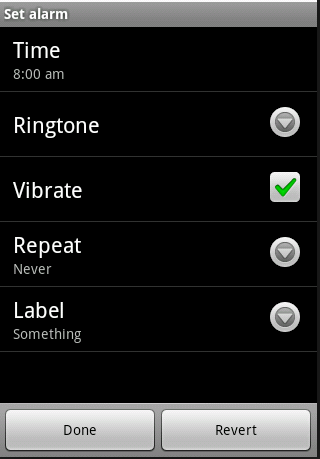 Set alarm
Time
8:00 am
Ringtone
Vibrate
Repeat
Never
Label
Something
Done
Revert